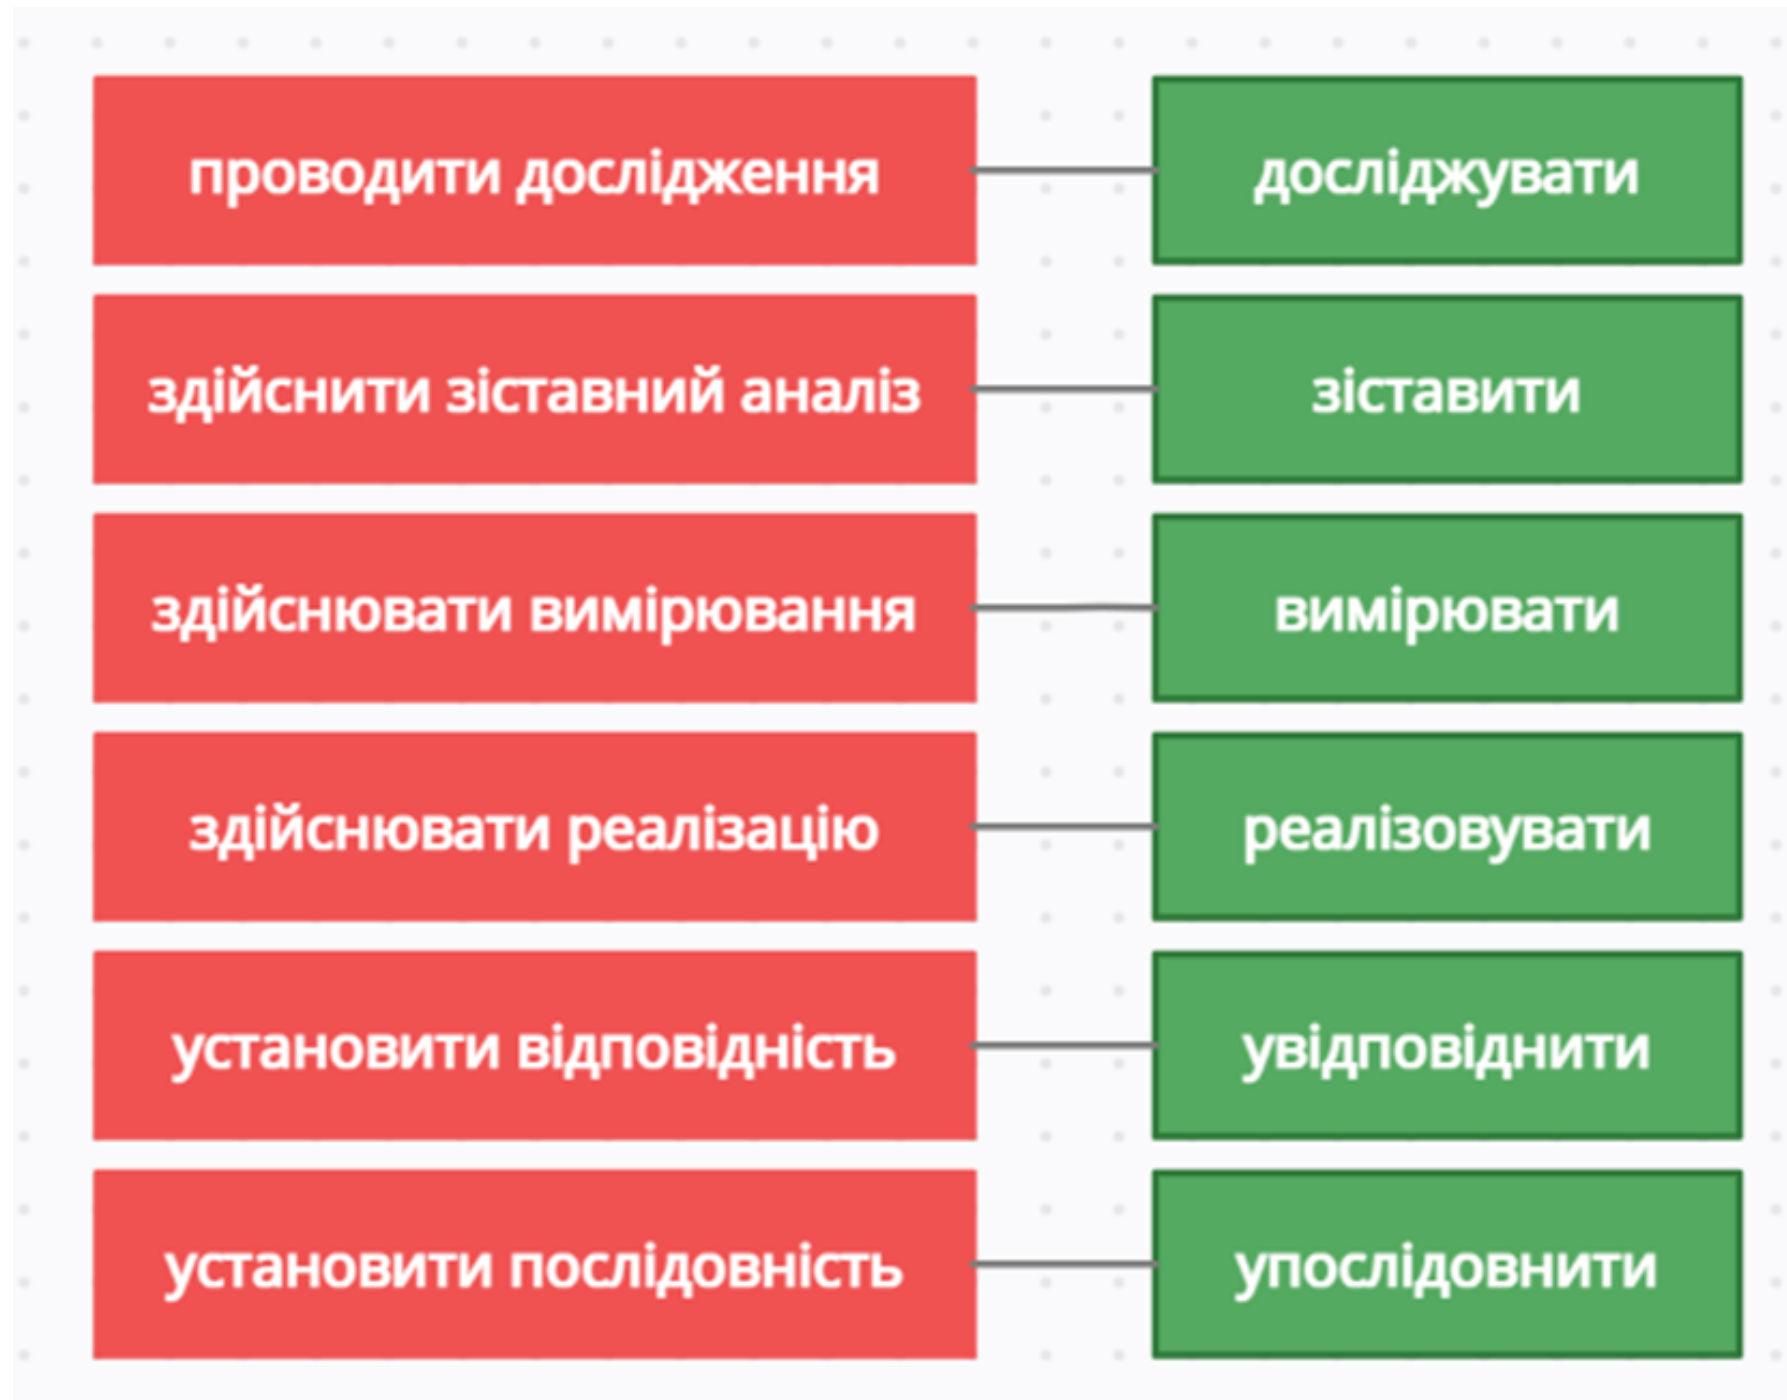 проводити дослідження
досліджувати
здійснити зіставний аналіз
зіставити
здійснювати вимірювання
вимірювати
здійснювати реалізацію
реалізовувати
установити відповідність
увідповіднити
установити послідовність
упослідовнити